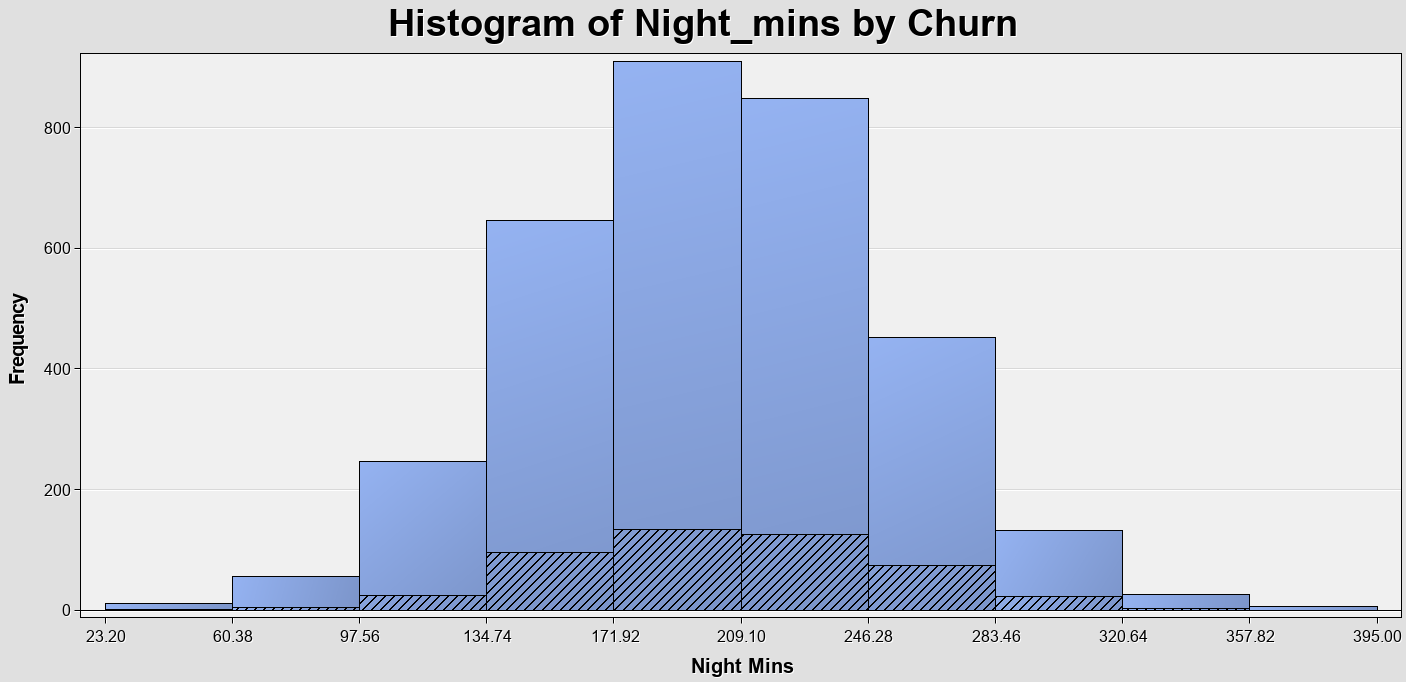 Histogram of Night_mins by Churn
Frequency
800
600
400
200
0
23.20 60.38 97.56 134.74 171.92 209.10 246.28 283.46 320.64 357.82 395.00
Night Mins